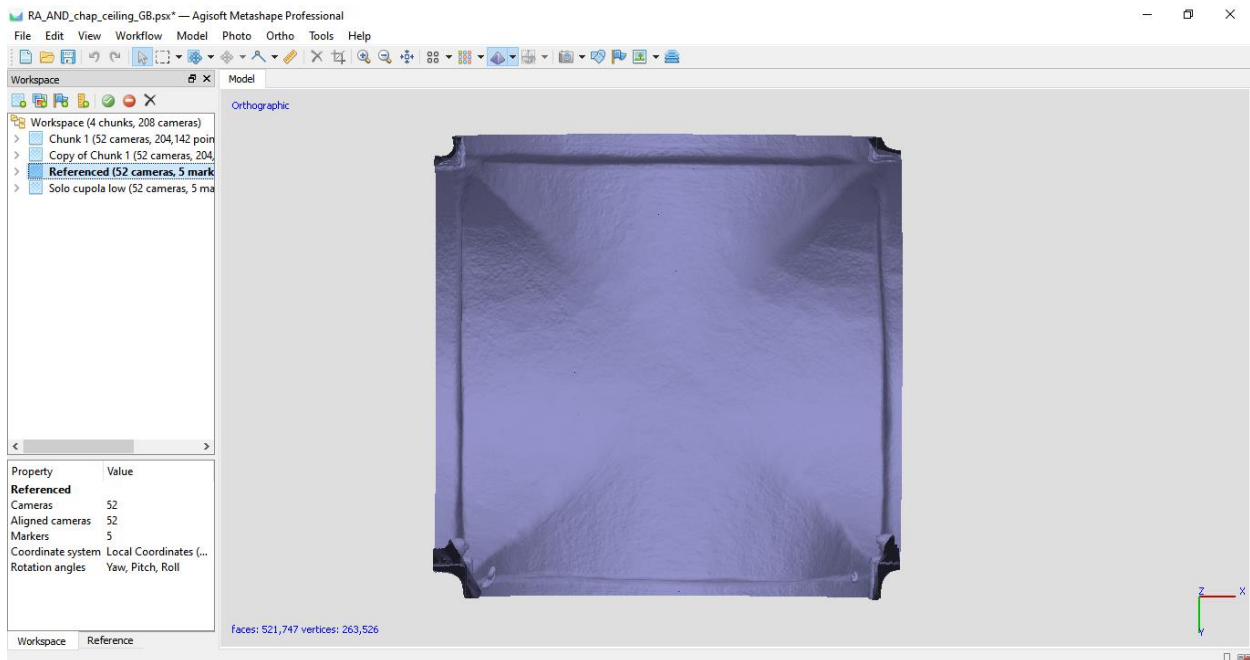 RA_AND_chap_ceiling_GB.psx* — Agisoft Metashape Professional
File Edit View Workflow Model Photo Ortho Tools Help
Workspace
Model
Orthographic
Workspace (4 chunks, 208 cameras)
Chunk 1 (52 cameras, 204,142 poin
Copy of Chunk 1 (52 cameras, 204,
Referenced (52 cameras, 5 mark
Solo cupola low (52 cameras, 5 ma
Property Value
Referenced
Cameras 52
Aligned cameras 52
Markers 5
Coordinate system Local Coordinates (...
Rotation angles Yaw, Pitch, Roll
Z X
Y
faces: 521,747 vertices: 263,526
Workspace Reference